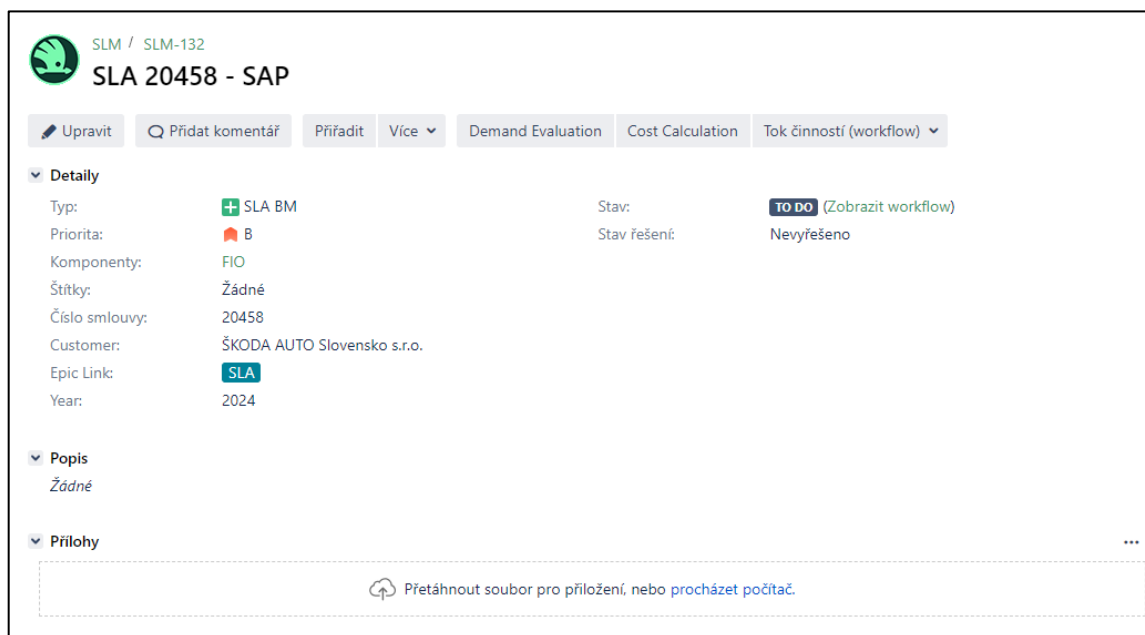 SLM / SLM-132
SLA 20458 - SAP
Upravit Přidat komentář Přiřadit Více Demand Evaluation Cost Calculation Tok činností (workflow)
Detaily
Typ: SLA BM Stav: TO DO (Zobrazit workflow)
Priorita: B Stav řešení: Nevyřešeno
Komponenty: FIO
Štítky: Žádné
Číslo smlouvy: 20458
Customer: ŠKODA AUTO Slovensko s.r.o.
Epic Link: SLA
Year: 2024
Popis
Žádné
Přílohy
Přetáhnout soubor pro přiložení, nebo procházet počítač.